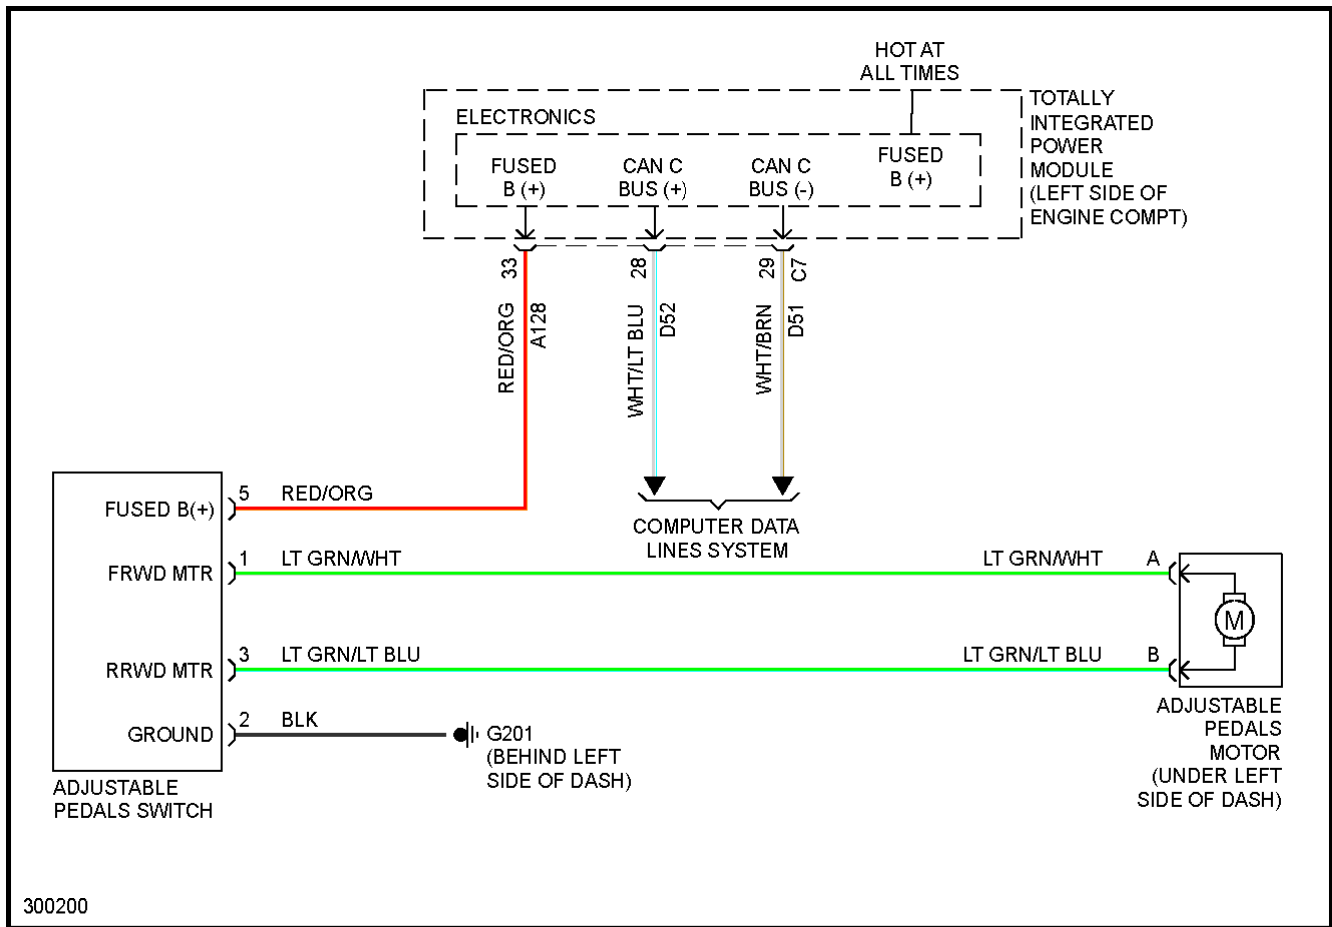 HOT AT
ALL TIMES
TOTALLY
INTEGRATED
POWER
MODULE
(LEFT SIDE OF
ENGINE COMPT)
ELECTRONICS
FUSED
B (+)
CAN C
BUS (+)
CAN C
BUS (-)
FUSED
B (+)
33
28
29
C7
RED/ORG
A128
WHT/LT BLU
D52
WHT/BRN
D51
COMPUTER DATA
LINES SYSTEM
FUSED B(+)
5
RED/ORG
FRWD MTR
1
LT GRN/WHT
LT GRN/WHT
A
RRWD MTR
3
LT GRN/LT BLU
LT GRN/LT BLU
B
M
GROUND
2
BLK
G201
(BEHIND LEFT
SIDE OF DASH)
ADJUSTABLE
PEDALS SWITCH
ADJUSTABLE
PEDALS
MOTOR
(UNDER LEFT
SIDE OF DASH)
300200